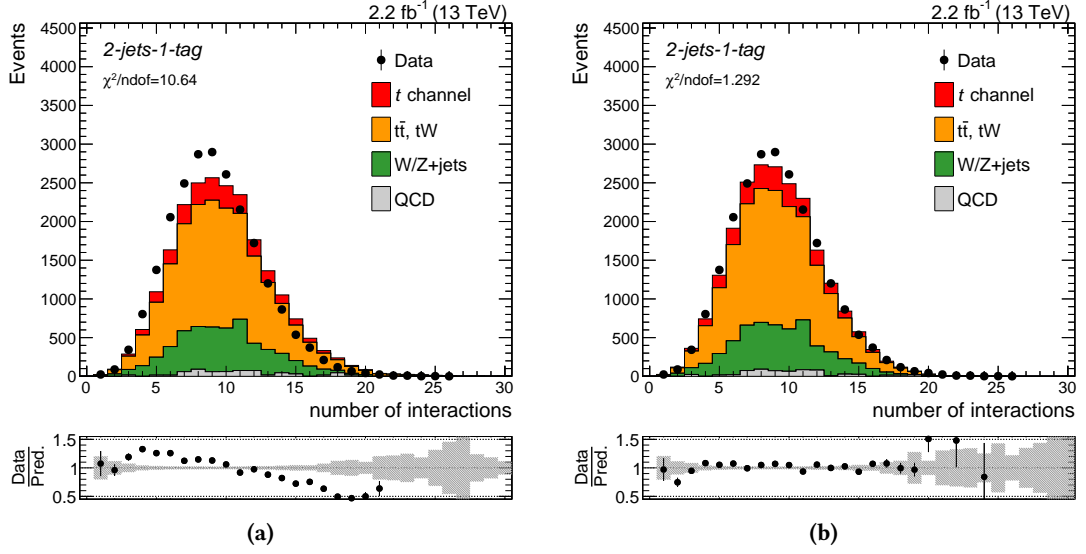 2.2 fb⁻¹ (13 TeV)
Events
4500
4000
3500
3000
2500
2000
1500
1000
500
0
2-jets-1-tag
χ²/ndof=10.64
Data
t channel
tt̄, tW
W/Z+jets
QCD
0 5 10 15 20 25 30
number of interactions
Data
Pred.
1.5
1
0.5
(a)
2.2 fb⁻¹ (13 TeV)
Events
4500
4000
3500
3000
2500
2000
1500
1000
500
0
2-jets-1-tag
χ²/ndof=1.292
Data
t channel
tt̄, tW
W/Z+jets
QCD
0 5 10 15 20 25 30
number of interactions
Data
Pred.
1.5
1
0.5
(b)